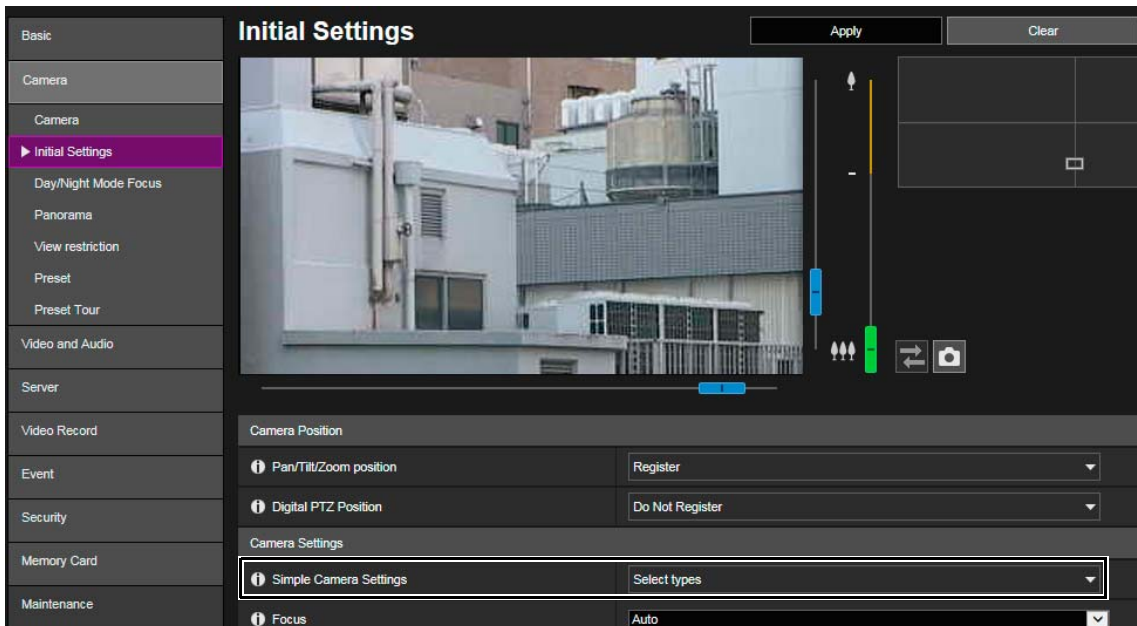 Basic
Initial Settings
Apply
Clear
Camera
Camera
Initial Settings
Day/Night Mode Focus
Panorama
View restriction
Preset
Preset Tour
Video and Audio
Server
Video Record
Event
Security
Memory Card
Maintenance
Camera Position
Pan/Tilt/Zoom position Register
Digital PTZ Position Do Not Register
Camera Settings
Simple Camera Settings Select types
Focus Auto